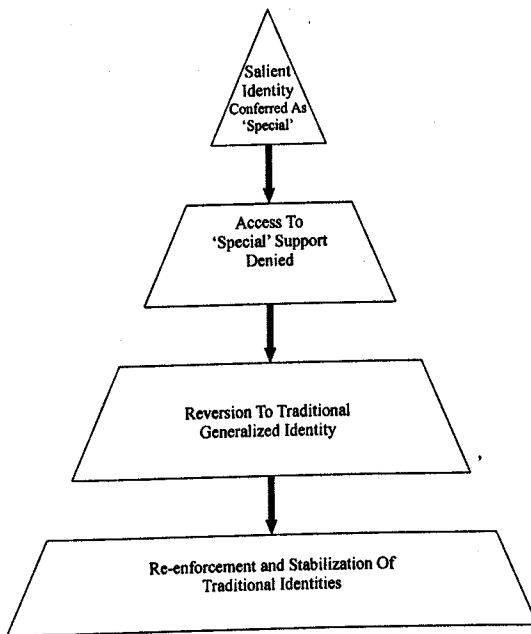 Salient
Identity
Conferred As
‘Special’
Access To
‘Special’ Support
Denied
Reversion To Traditional
Generalized Identity
Re-enforcement and Stabilization Of
Traditional Identities